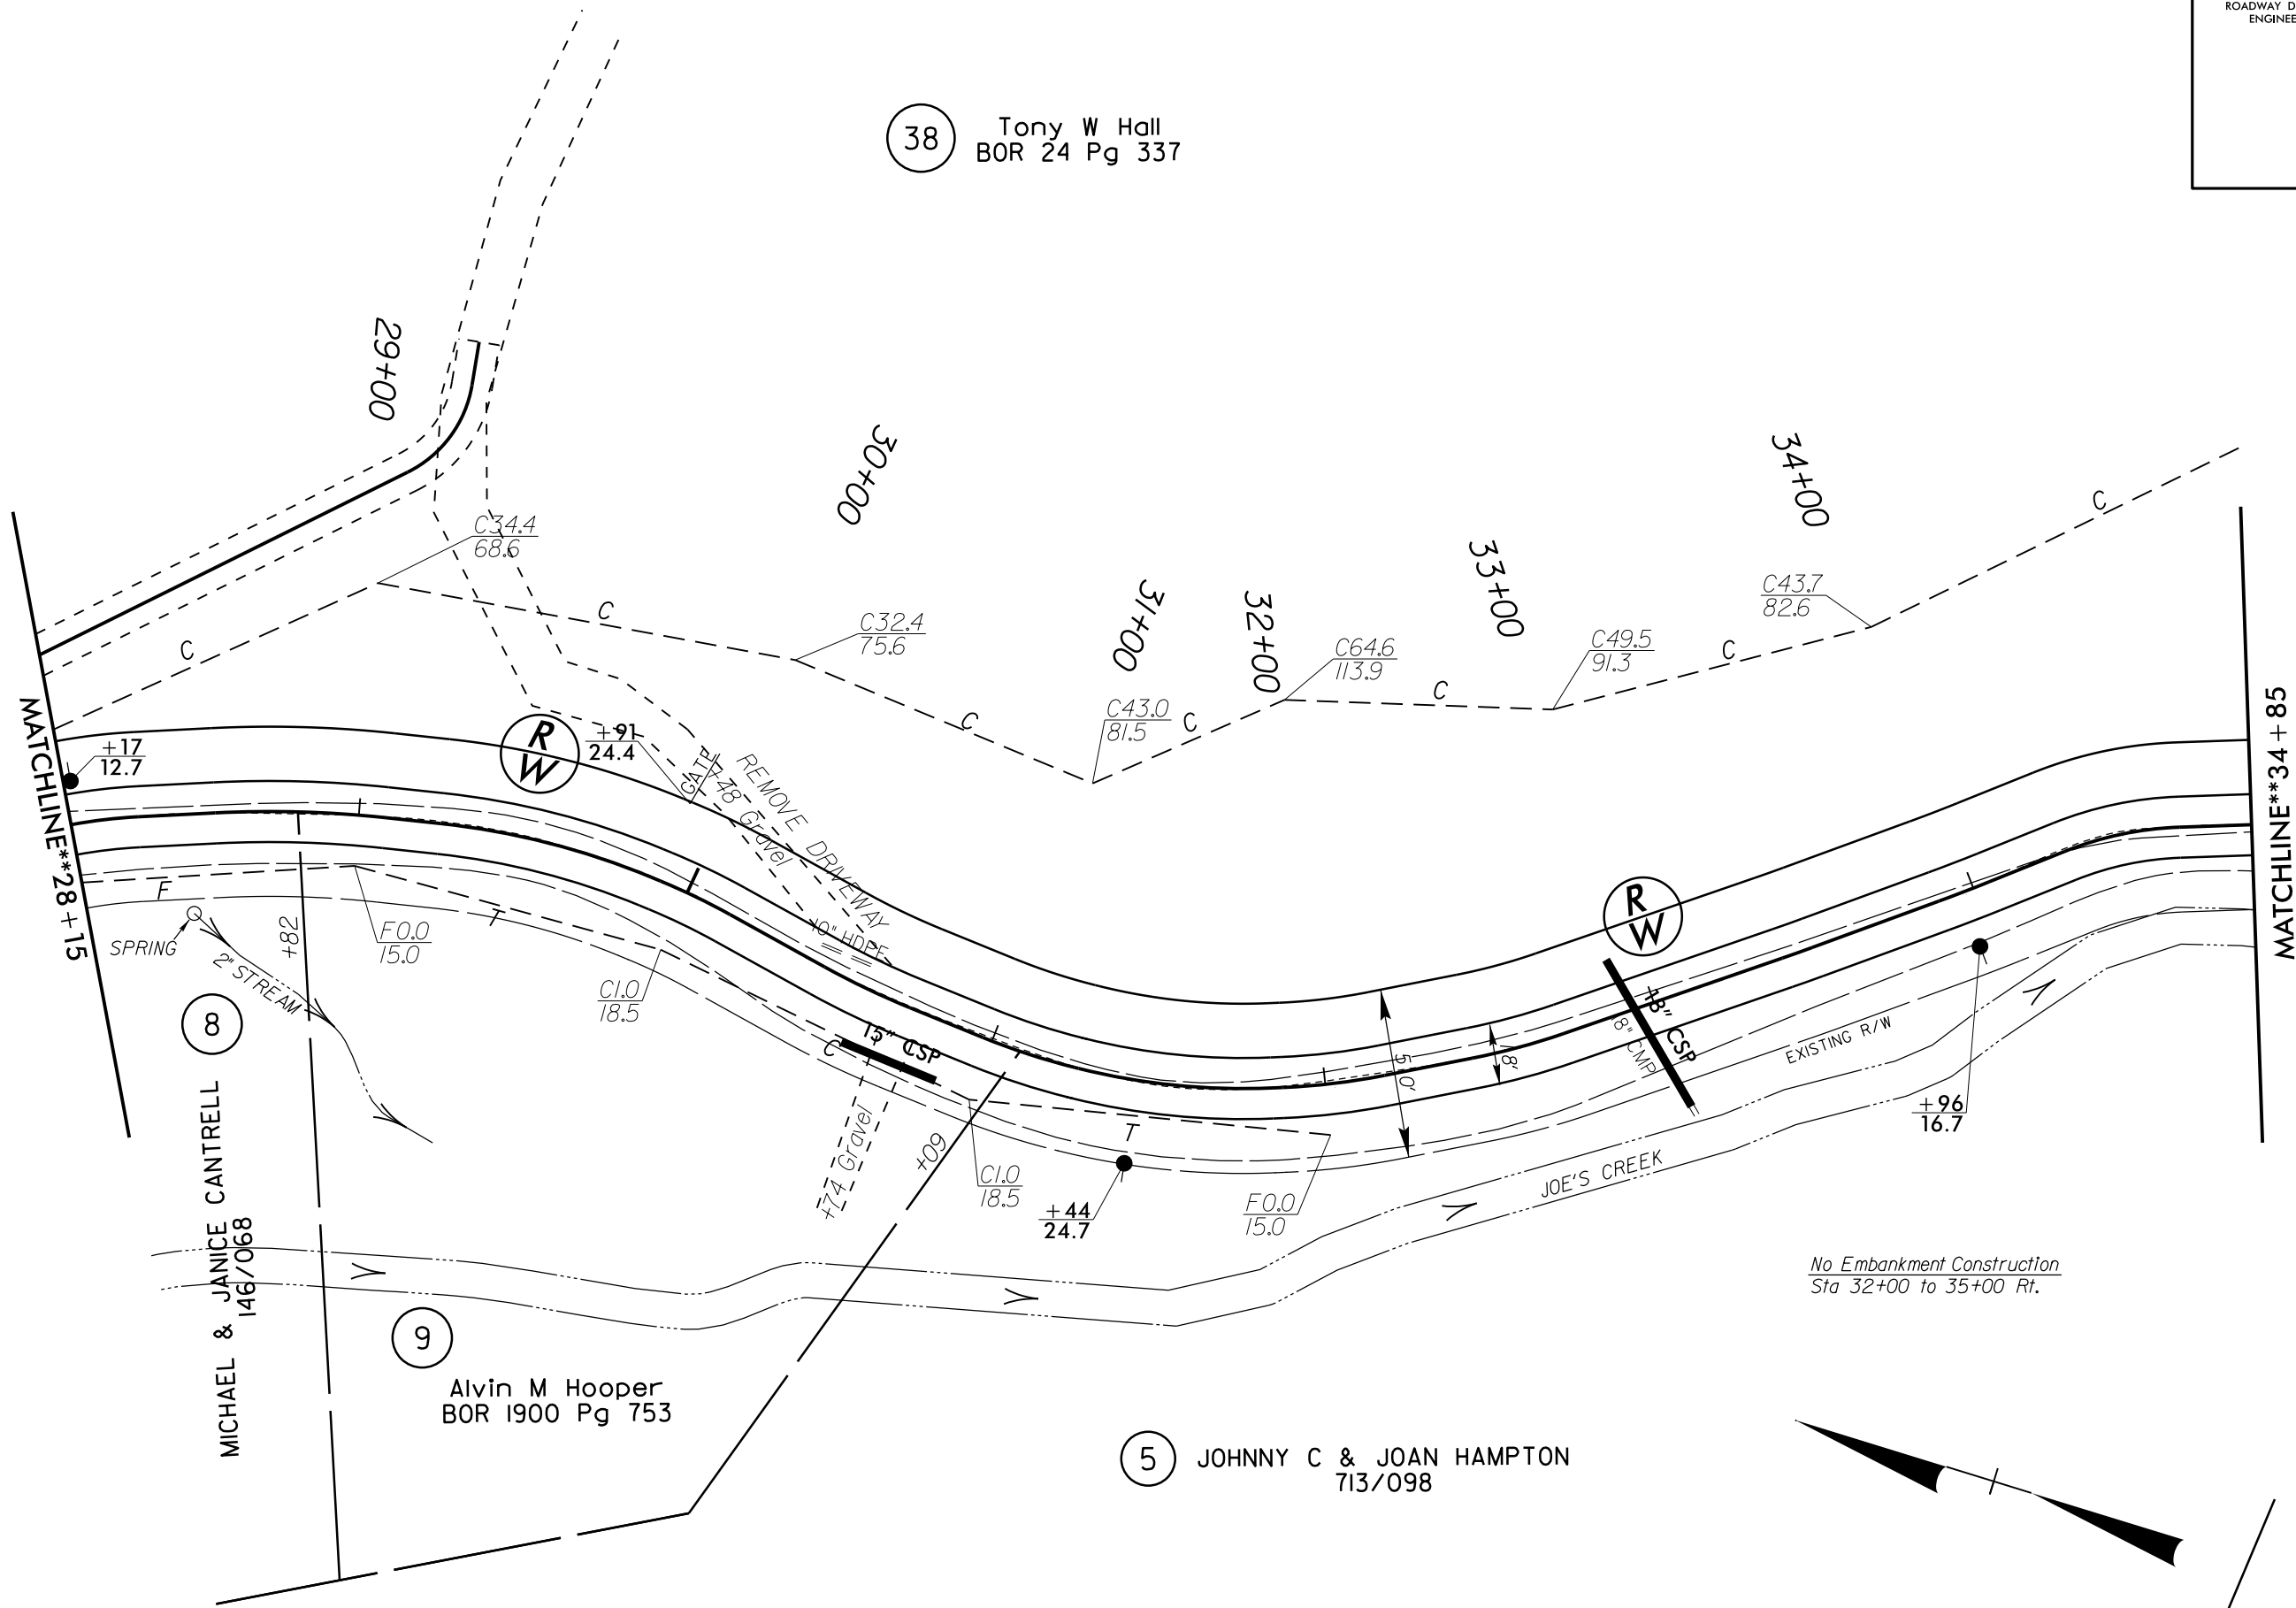 ROADWAY D
ENGINEE
38
Tony W Hall
BOR 24 Pg 337
29+00
30+00
31+00
32+00
33+00
34+00
C34.4
68.6
C
C
C32.4
75.6
C
C43.0
81.5
C
C64.6
113.9
C
C49.5
91.3
C
C43.7
82.6
C
MATCHLINE**28+15
MATCHLINE**34+85
+17
12.7
R
W
+91
24.4
GATE
+48 Gravel
REMOVE DRIVEWAY
10" HDPE
F
SPRING
2" STREAM
+82
F0.0
15.0
T
C1.0
18.5
C
15" CSP
+74 Gravel
+09
C1.0
18.5
T
+44
24.7
F0.0
15.0
50'
18'
R
W
18" CSP
18" CMP
EXISTING R/W
+96
16.7
JOE'S CREEK
No Embankment Construction
Sta 32+00 to 35+00 Rt.
8
MICHAEL & JANICE CANTRELL
146/068
9
Alvin M Hooper
BOR 1900 Pg 753
5
JOHNNY C & JOAN HAMPTON
713/098